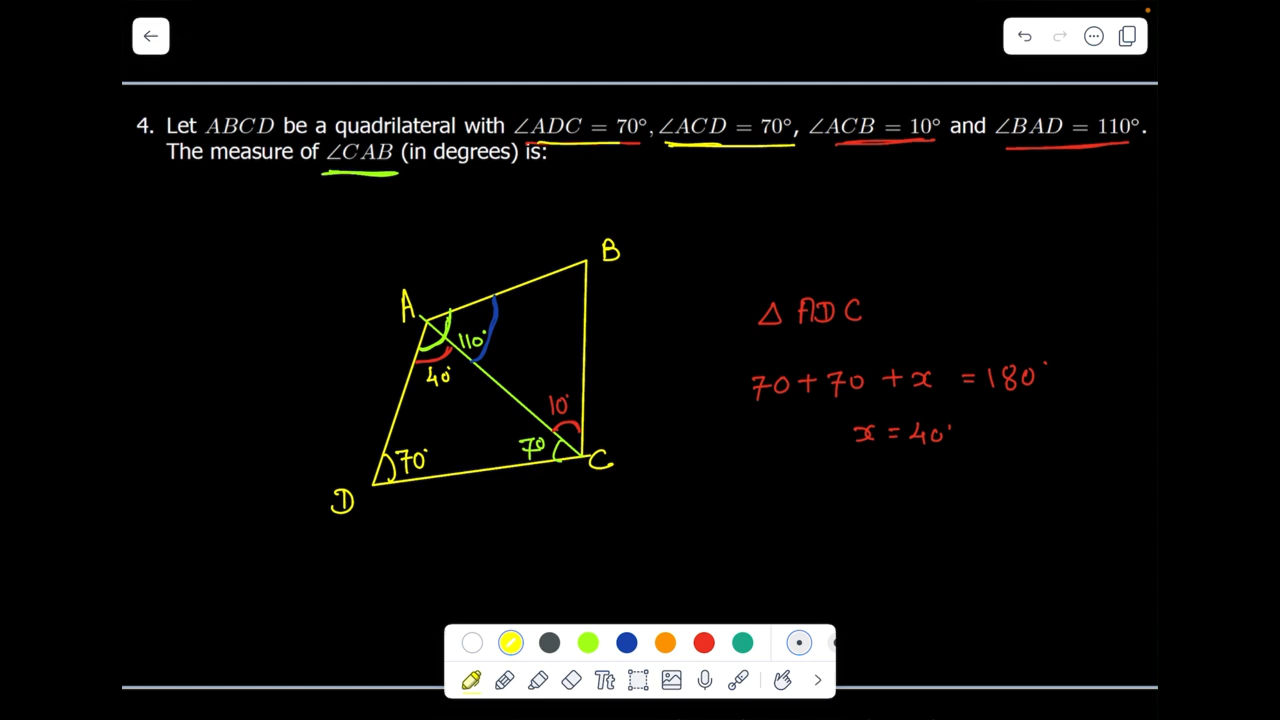 4. Let ABCD be a quadrilateral with ∠ADC = 70°, ∠ACD = 70°, ∠ACB = 10° and ∠BAD = 110°.
The measure of ∠CAB (in degrees) is:
B
A
110°
40°
10°
70
C
70°
D
△ ADC
70 + 70 + x = 180°
x = 40°
Tt